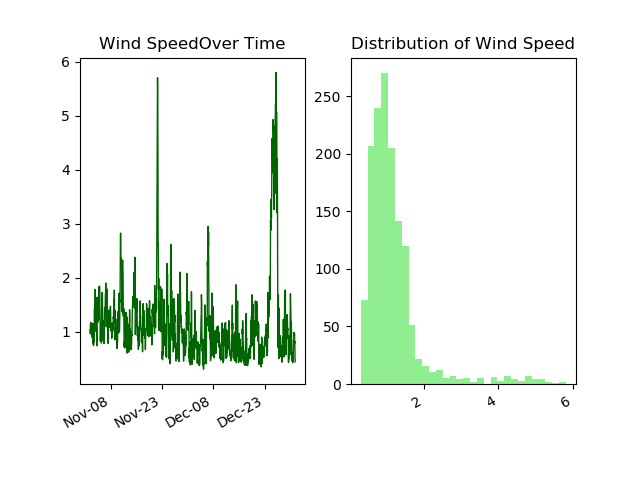 Wind SpeedOver Time
6
5
4
3
2
1
Nov-08
Nov-23
Dec-08
Dec-23
Distribution of Wind Speed
250
200
150
100
50
0
2
4
6